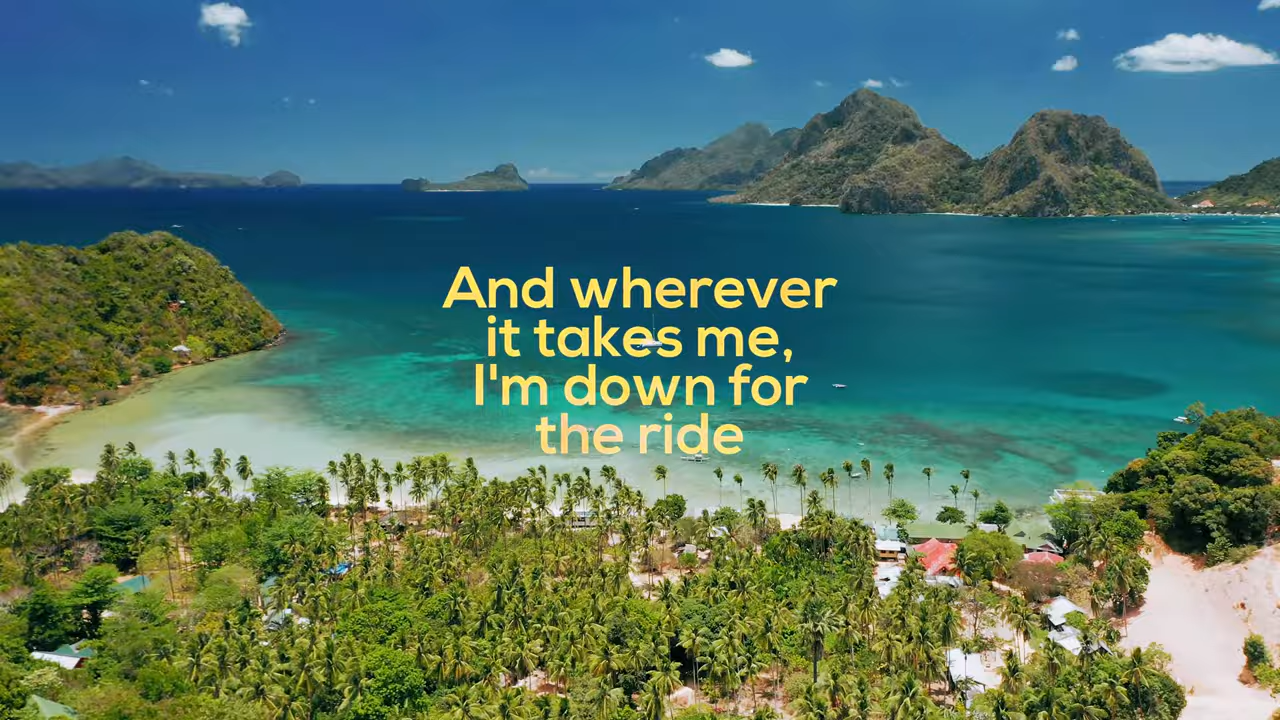 And wherever
it takes me,
I'm down for
the ride